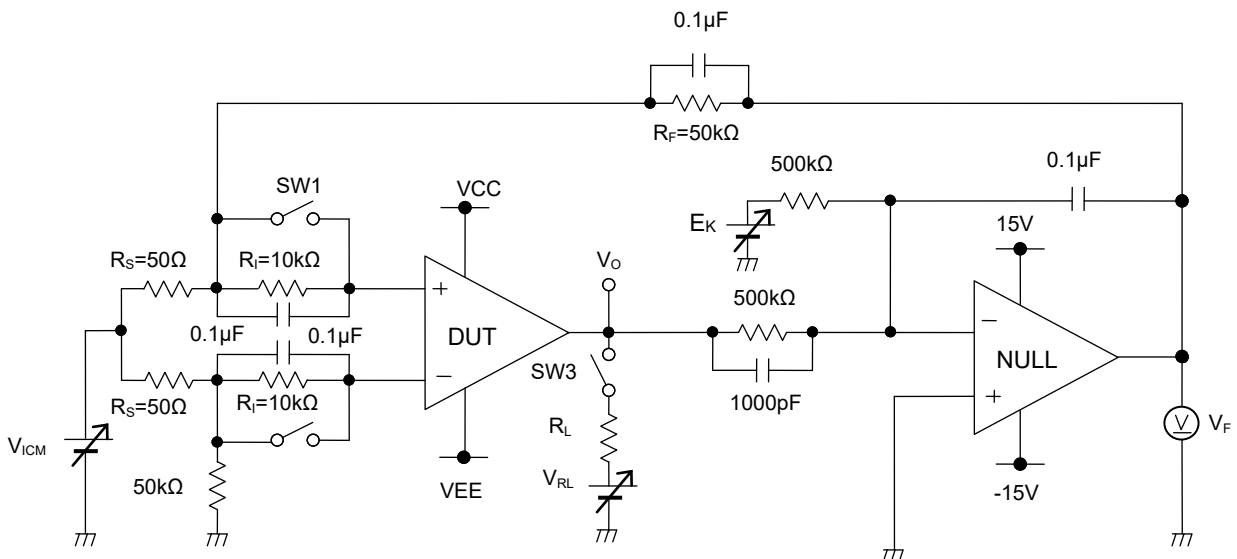 0.1µF
RF=50kΩ
500kΩ
0.1µF
SW1
VCC
EK
15V
RS=50Ω
RI=10kΩ
VO
500kΩ
+
DUT
−
0.1µF
0.1µF
−
NULL
+
SW3
1000pF
RS=50Ω
RI=10kΩ
RL
V
VF
VICM
50kΩ
VEE
VRL
-15V